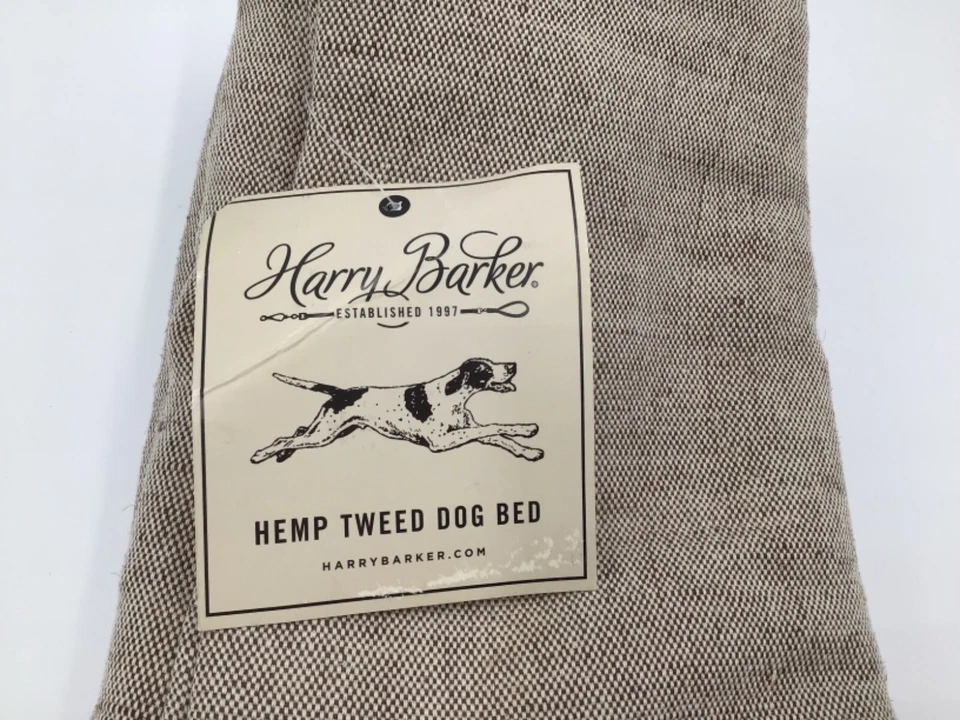 Harry Barker®
ESTABLISHED 1997
HEMP TWEED DOG BED
HARRYBARKER.COM